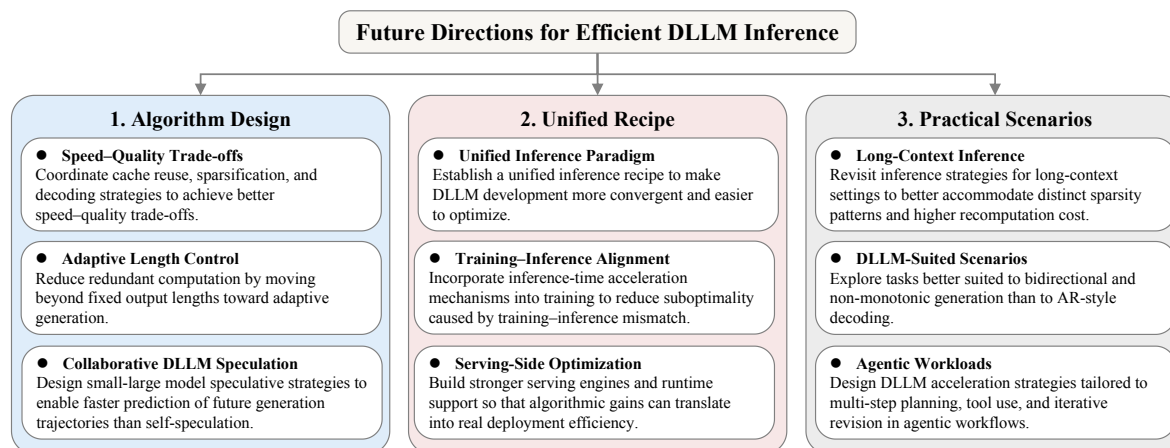 Future Directions for Efficient DLLM Inference
1. Algorithm Design
● Speed–Quality Trade-offs
Coordinate cache reuse, sparsification, and
decoding strategies to achieve better
speed–quality trade-offs.
● Adaptive Length Control
Reduce redundant computation by moving
beyond fixed output lengths toward adaptive
generation.
● Collaborative DLLM Speculation
Design small-large model speculative strategies to
enable faster prediction of future generation
trajectories than self-speculation.
2. Unified Recipe
● Unified Inference Paradigm
Establish a unified inference recipe to make
DLLM development more convergent and easier
to optimize.
● Training–Inference Alignment
Incorporate inference-time acceleration
mechanisms into training to reduce suboptimality
caused by training–inference mismatch.
● Serving-Side Optimization
Build stronger serving engines and runtime
support so that algorithmic gains can translate
into real deployment efficiency.
3. Practical Scenarios
● Long-Context Inference
Revisit inference strategies for long-context
settings to better accommodate distinct sparsity
patterns and higher recomputation cost.
● DLLM-Suited Scenarios
Explore tasks better suited to bidirectional and
non-monotonic generation than to AR-style
decoding.
● Agentic Workloads
Design DLLM acceleration strategies tailored to
multi-step planning, tool use, and iterative
revision in agentic workflows.